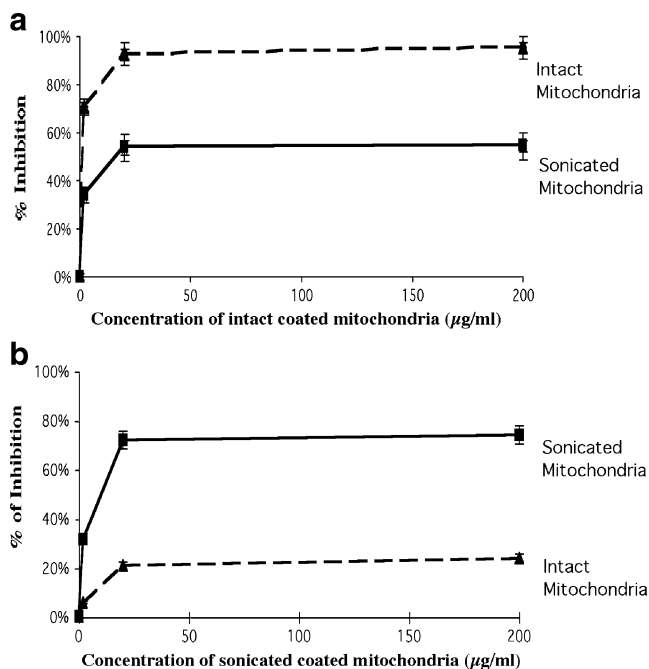 a
100%
80%
60%
40%
20%
0%
% Inhibition
Intact
Mitochondria
Sonicated
Mitochondria
0 50 100 150 200
Concentration of intact coated mitochondria (µg/ml)
b
100%
80%
60%
40%
20%
0%
% of Inhibition
Sonicated
Mitochondria
Intact
Mitochondria
0 50 100 150 200
Concentration of sonicated coated mitochondria (µg/ml)